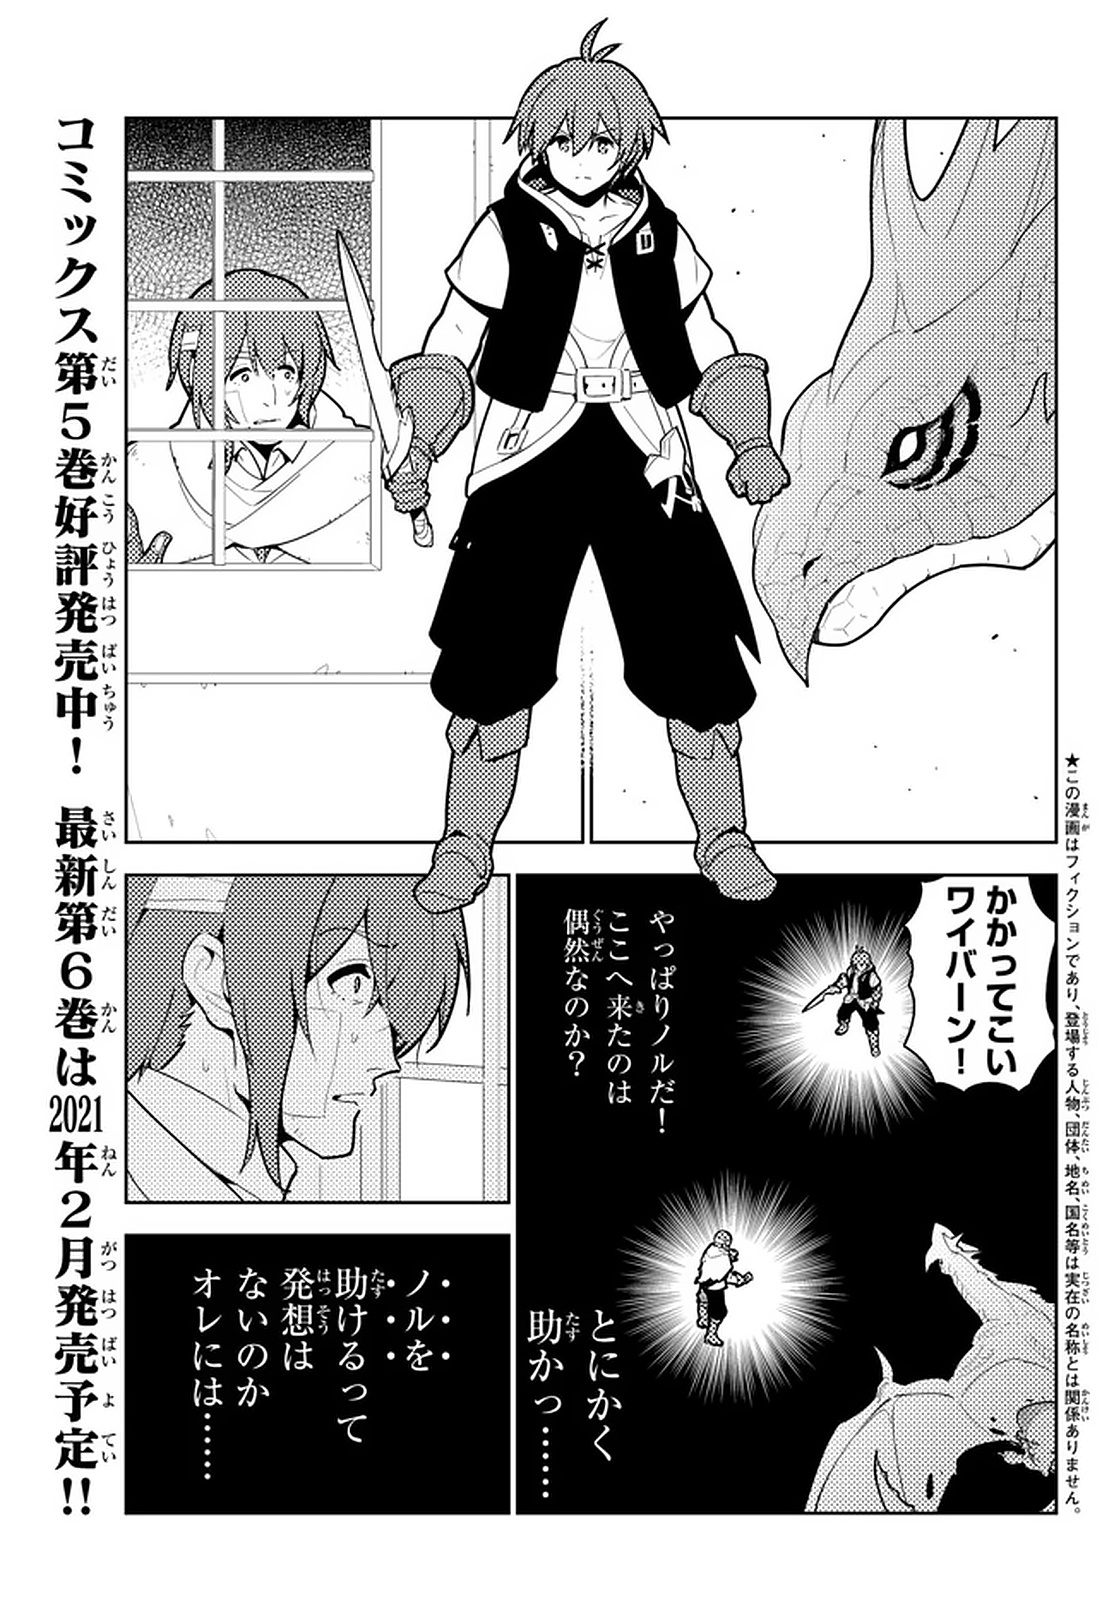 ★この漫画はフィクションであり、登場する人物、団体、地名、国名等は実在の名称とは関係ありません。
かかってこい
ワイバーン!
やっぱりノルだ!
ここへ来たのは
偶然なのか?
とにかく
助かっ………
ノルを
助けるって
発想は
ないのか
オレには……
コミックス第5巻好評発売中! 最新第6巻は2021年2月発売予定!!